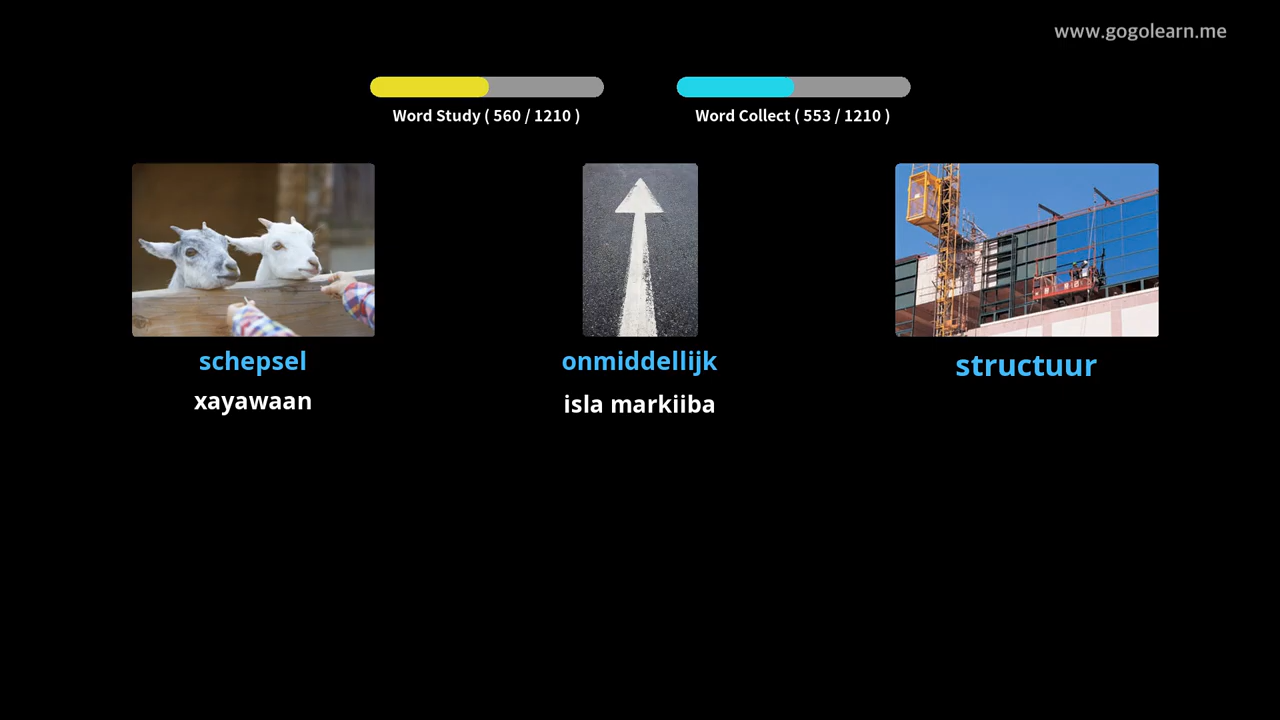 www.gogolearn.me
Word Study ( 560 / 1210 )
Word Collect ( 553 / 1210 )
schepsel
onmiddellijk
structuur
xayawaan
isla markiiba